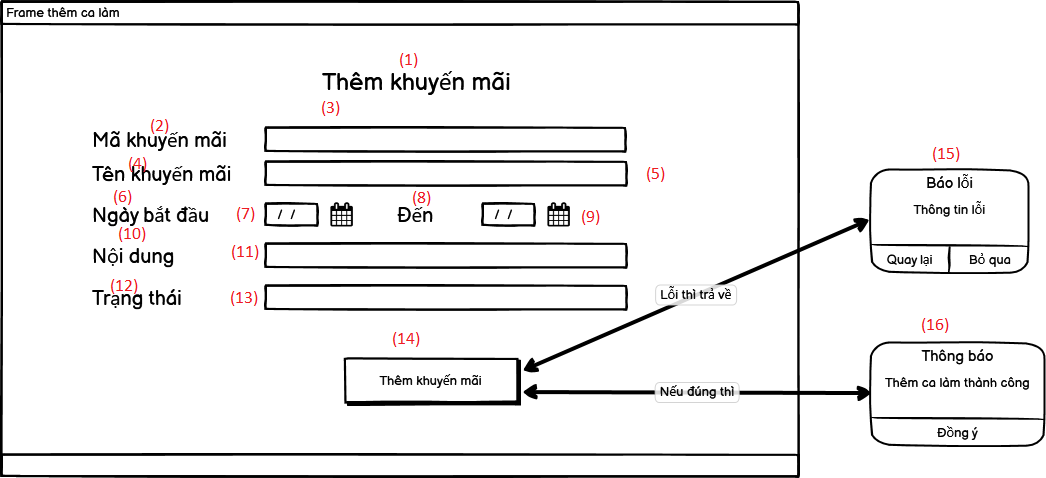 Frame thêm ca làm
(1)
Thêm khuyến mãi
(3)
(2)
Mã khuyến mãi
(4)
Tên khuyến mãi
(5)
(6)
(8)
Ngày bắt đầu
(7)
/ /
Đến
/ /
(9)
(10)
Nội dung
(11)
(12)
Trạng thái
(13)
(14)
Thêm khuyến mãi
Lỗi thì trả về
Nếu đúng thì
(15)
Báo lỗi
Thông tin lỗi
Quay lại
Bỏ qua
(16)
Thông báo
Thêm ca làm thành công
Đồng ý